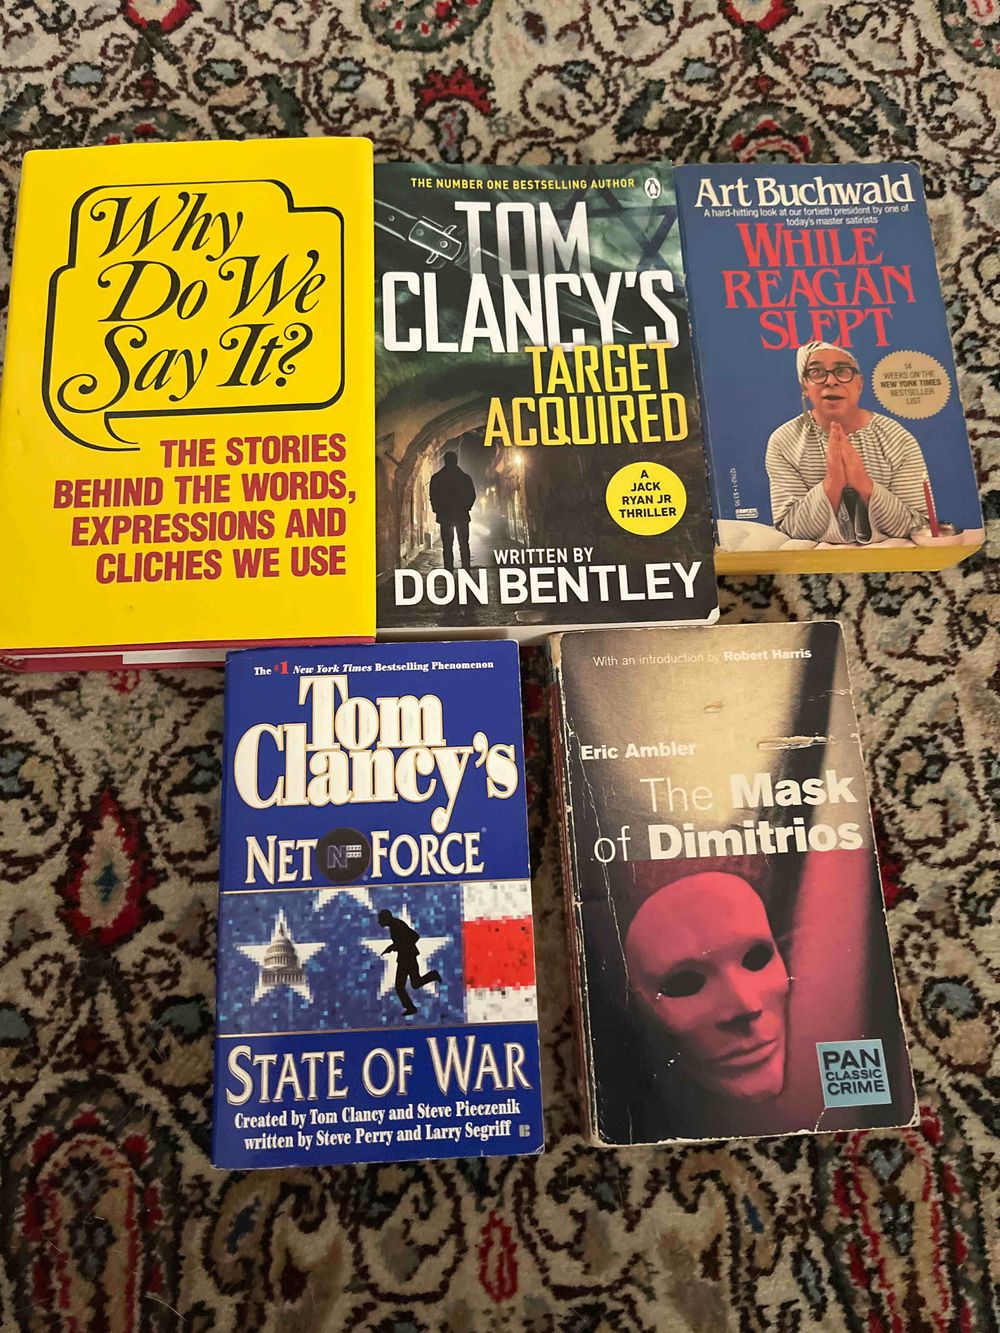 Why
Do We
Say It?
THE STORIES
BEHIND THE WORDS,
EXPRESSIONS AND
CLICHES WE USE
THE NUMBER ONE BESTSELLING AUTHOR
TOM
CLANCY'S
TARGET
ACQUIRED
A
JACK
RYAN JR
THRILLER
WRITTEN BY
DON BENTLEY
Art Buchwald
A hard-hitting look at our fortieth president by one of
today's master satirists
WHILE
REAGAN
SLEPT
14
WEEKS ON THE
NEW YORK TIMES
BESTSELLER
LIST
FAWCETT
The #1 New York Times Bestselling Phenomenon
Tom
Clancy's
NET NF FORCE®
STATE OF WAR
Created by Tom Clancy and Steve Pieczenik
written by Steve Perry and Larry Segriff B
With an introduction by Robert Harris
Eric Ambler
The Mask
of Dimitrios
PAN
CLASSIC
CRIME